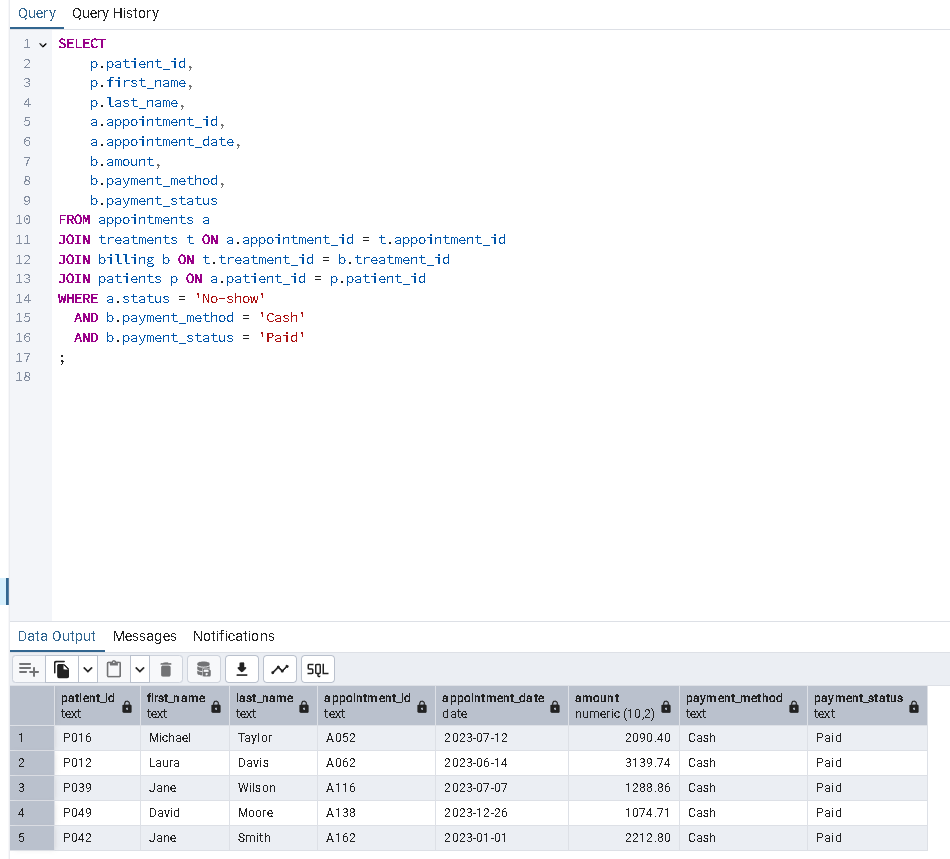 Query Query History
1 SELECT
2 p.patient_id,
3 p.first_name,
4 p.last_name,
5 a.appointment_id,
6 a.appointment_date,
7 b.amount,
8 b.payment_method,
9 b.payment_status
10 FROM appointments a
11 JOIN treatments t ON a.appointment_id = t.appointment_id
12 JOIN billing b ON t.treatment_id = b.treatment_id
13 JOIN patients p ON a.patient_id = p.patient_id
14 WHERE a.status = 'No-show'
15 AND b.payment_method = 'Cash'
16 AND b.payment_status = 'Paid'
17 ;
18
Data Output Messages Notifications
SQL
patient_id first_name last_name appointment_id appointment_date amount payment_method payment_status
text text text text date numeric (10,2) text text
1 P016 Michael Taylor A052 2023-07-12 2090.40 Cash Paid
2 P012 Laura Davis A062 2023-06-14 3139.74 Cash Paid
3 P039 Jane Wilson A116 2023-07-07 1288.86 Cash Paid
4 P049 David Moore A138 2023-12-26 1074.71 Cash Paid
5 P042 Jane Smith A162 2023-01-01 2212.80 Cash Paid